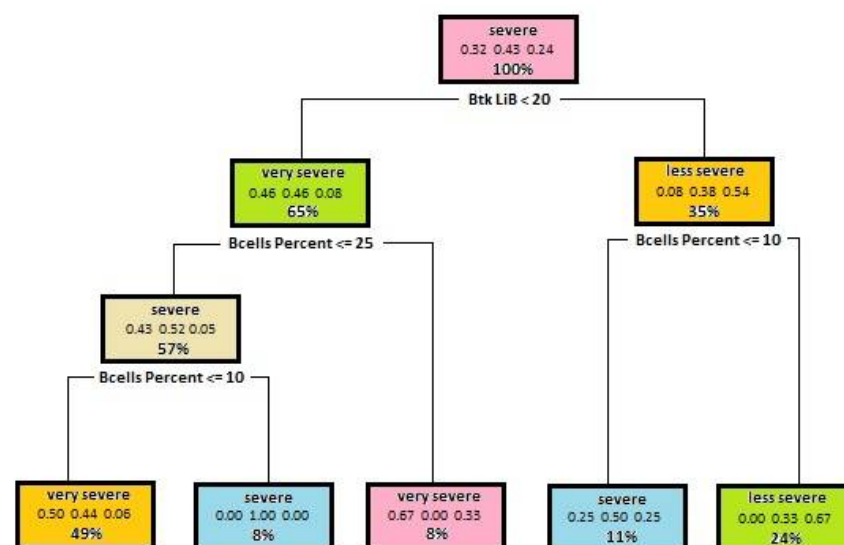 severe
0.32 0.43 0.24
100%
Btk LiB < 20
very severe
0.46 0.46 0.08
65%
less severe
0.08 0.38 0.54
35%
Bcells Percent <= 25
Bcells Percent <= 10
severe
0.43 0.52 0.05
57%
Bcells Percent <= 10
very severe
0.50 0.44 0.06
49%
severe
0.00 1.00 0.00
8%
very severe
0.67 0.00 0.33
8%
severe
0.25 0.50 0.25
11%
less severe
0.00 0.33 0.67
24%